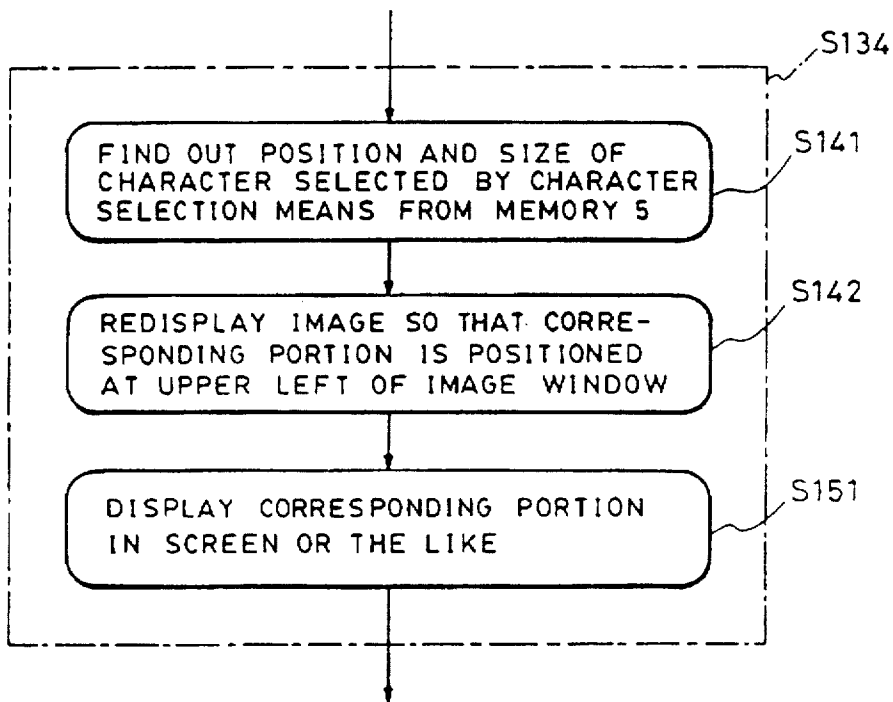 S134
FIND OUT POSITION AND SIZE OF
CHARACTER SELECTED BY CHARACTER
SELECTION MEANS FROM MEMORY 5
S141
REDISPLAY IMAGE SO THAT CORRE-
SPONDING PORTION IS POSITIONED
AT UPPER LEFT OF IMAGE WINDOW
S142
DISPLAY CORRESPONDING PORTION
IN SCREEN OR THE LIKE
S151